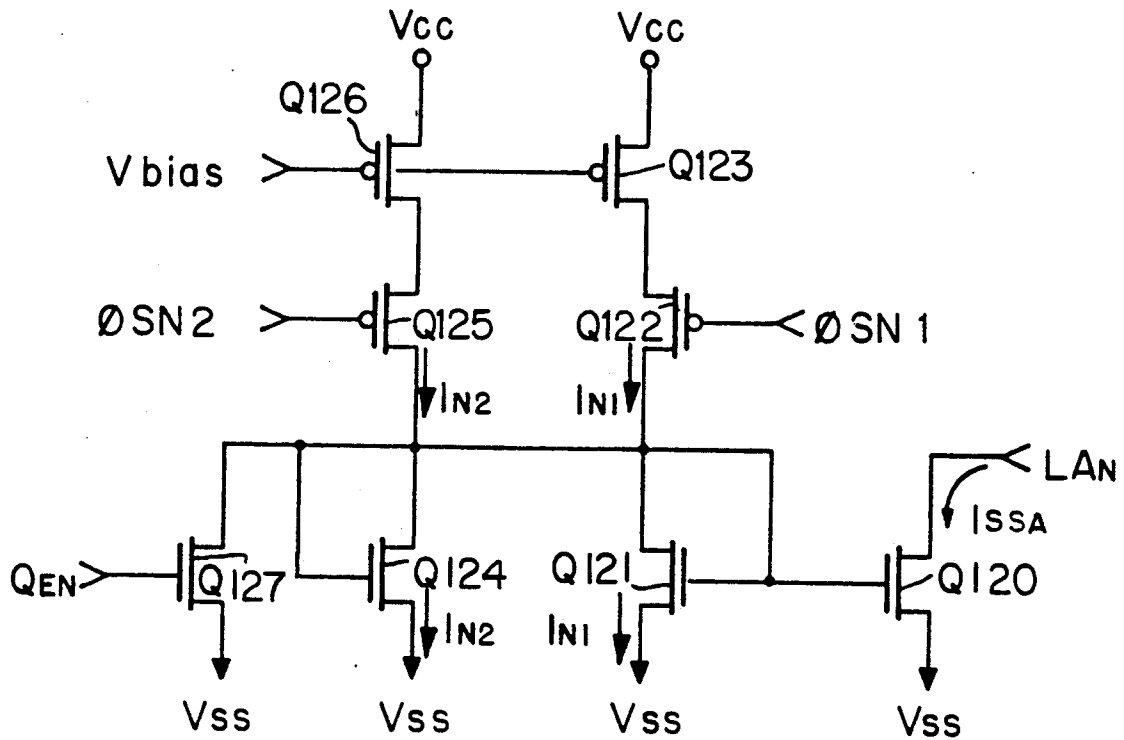 Vcc Vcc
Q126
Vbias Q123
ØSN2 Q125 Q122 ØSN1
IN2 IN1
LAN
ISSA
QEN Q127 Q124 Q121 Q120
IN2 IN1
Vss Vss Vss Vss